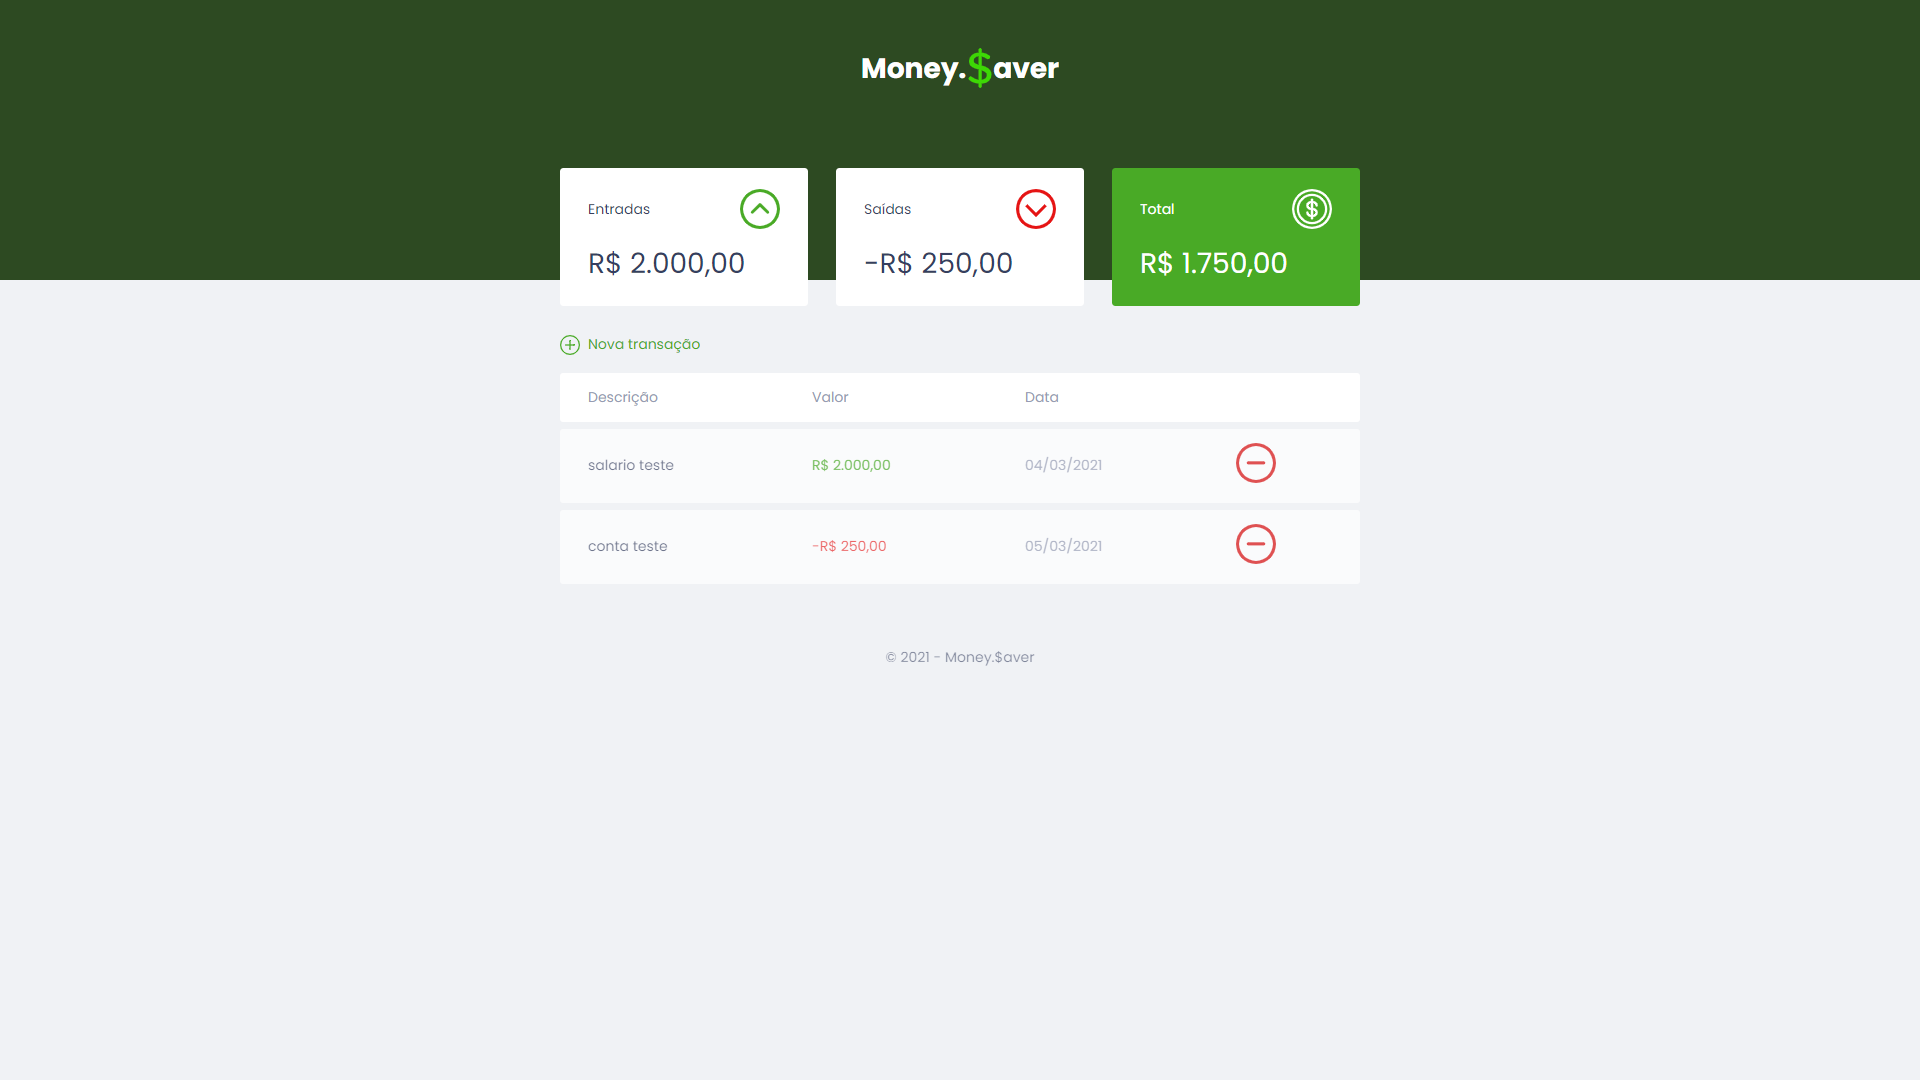 Money.$aver
Entradas
R$ 2.000,00
Saídas
-R$ 250,00
Total
R$ 1.750,00
Nova transação
Descrição Valor Data
salario teste R$ 2.000,00 04/03/2021
conta teste -R$ 250,00 05/03/2021
© 2021 - Money.$aver